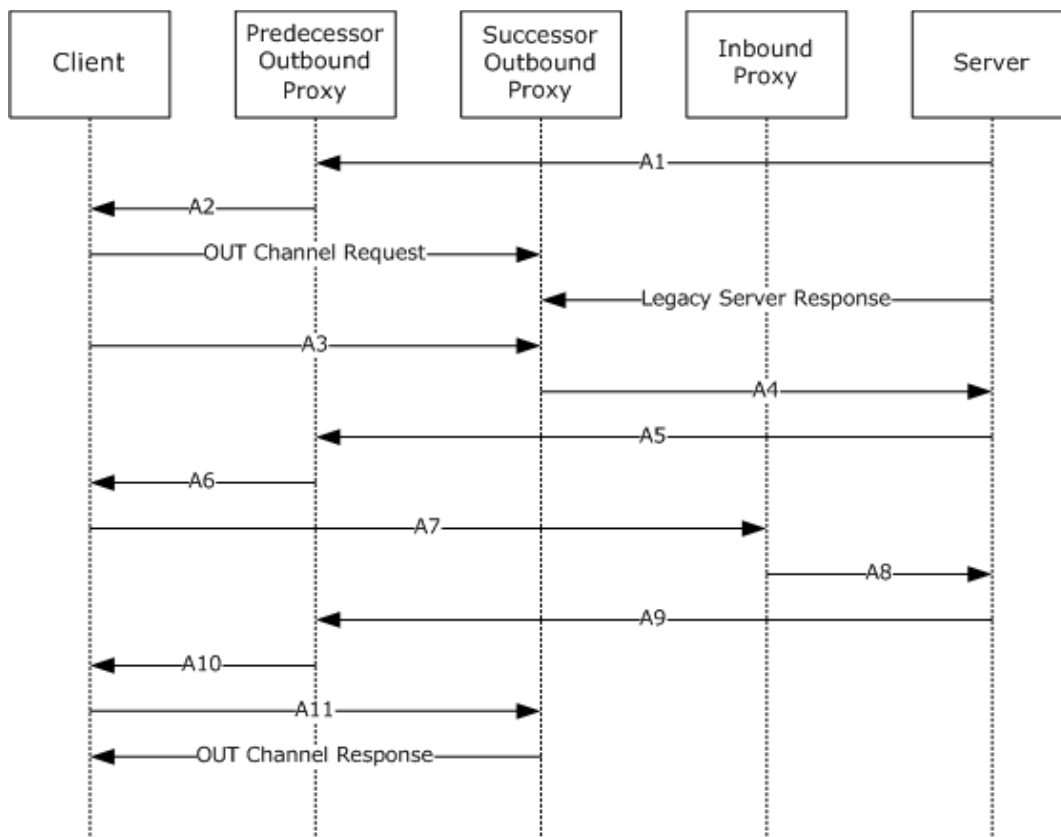 Client
Predecessor
Outbound
Proxy
Successor
Outbound
Proxy
Inbound
Proxy
Server
A1
A2
OUT Channel Request
Legacy Server Response
A3
A4
A5
A6
A7
A8
A9
A10
A11
OUT Channel Response